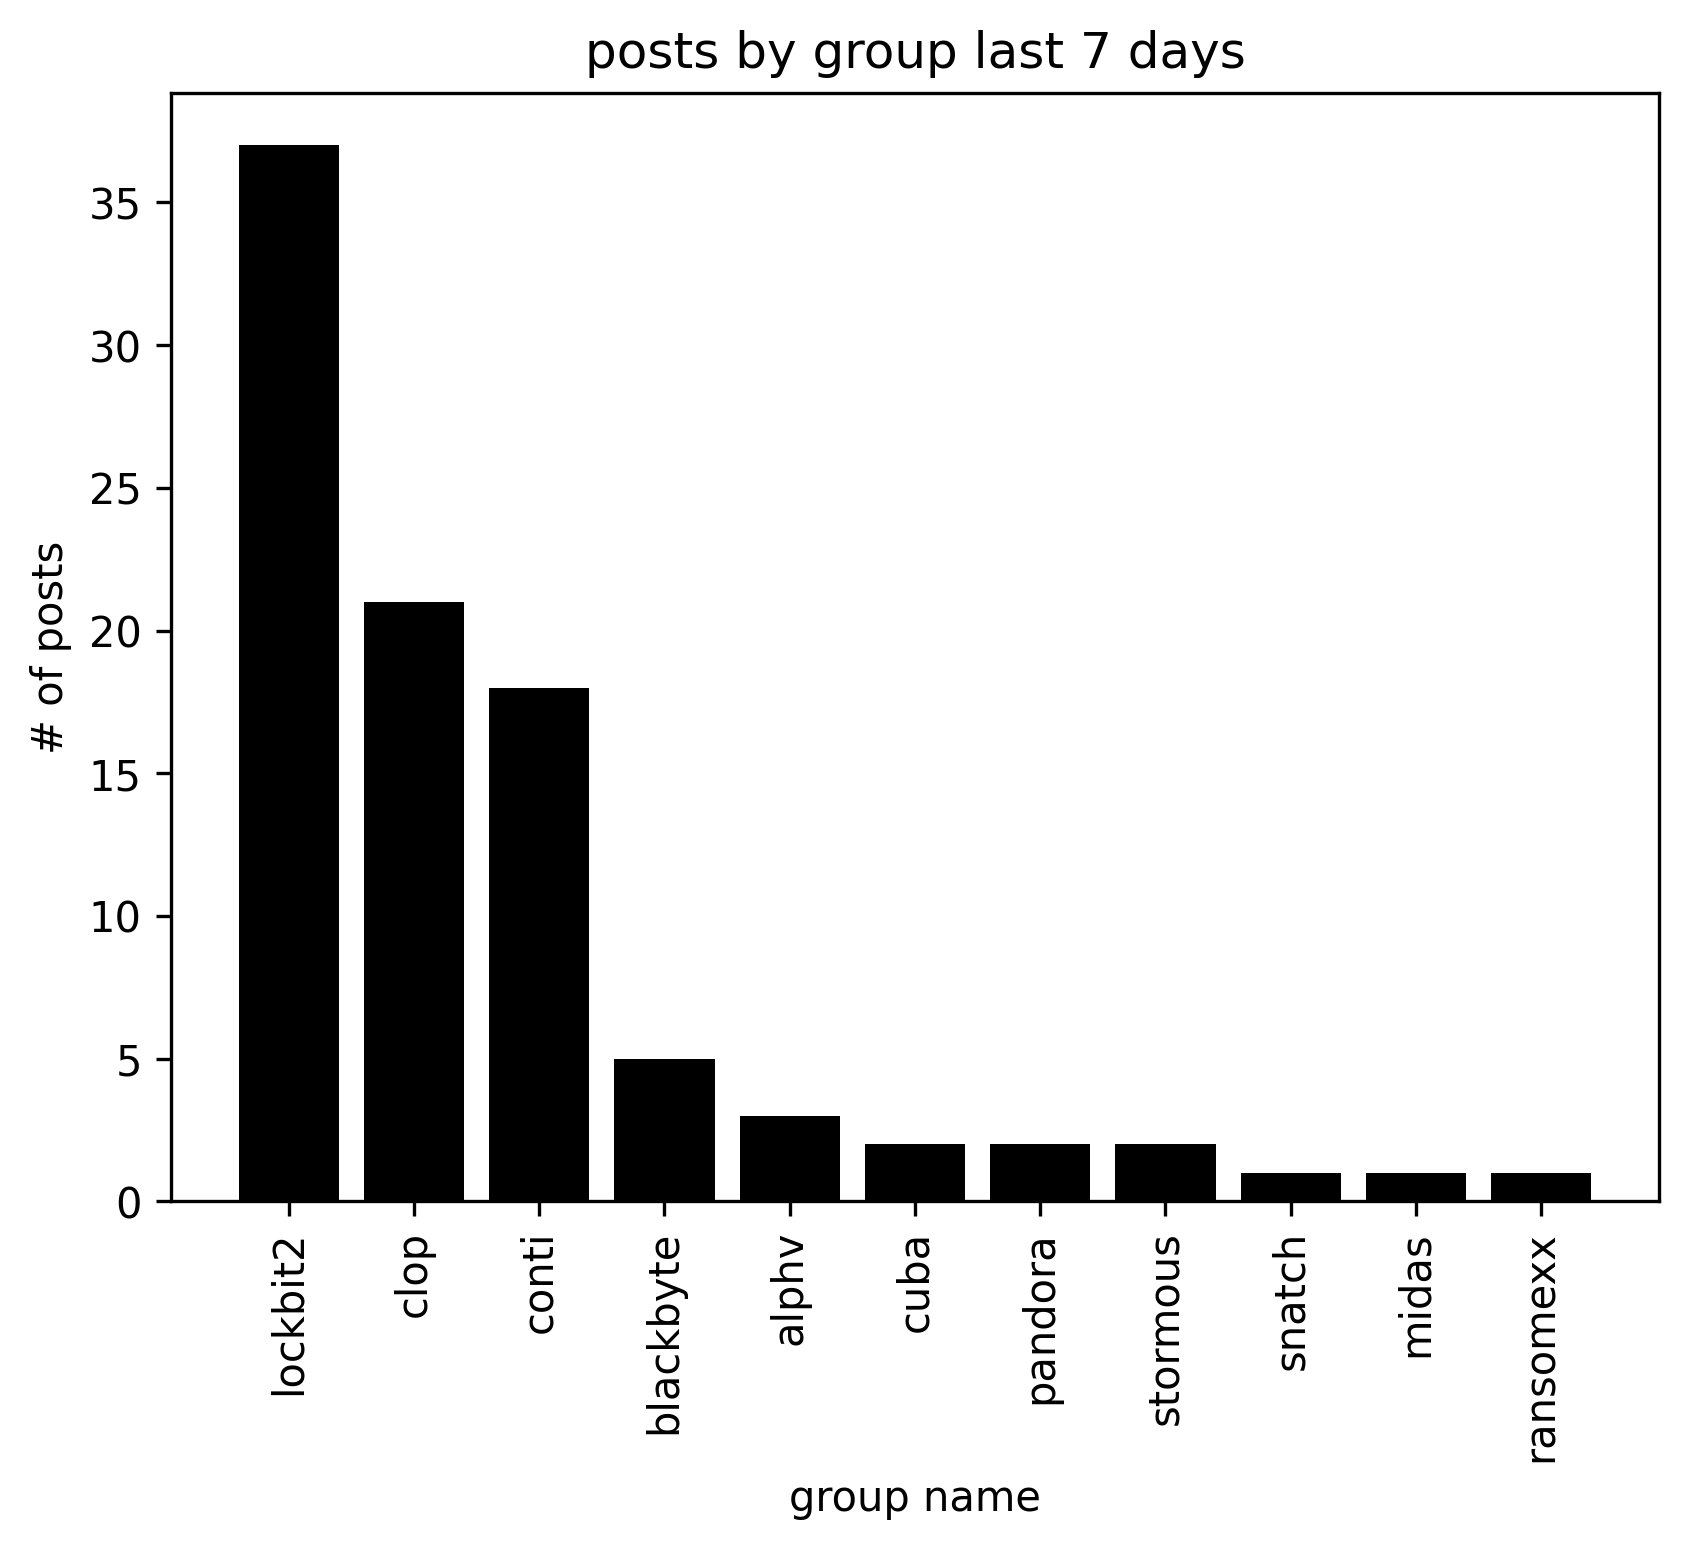 posts by group last 7 days
# of posts
35
30
25
20
15
10
5
0
lockbit2
clop
conti
blackbyte
alphv
cuba
pandora
stormous
snatch
midas
ransomexx
group name